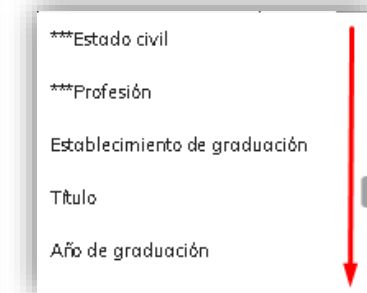 ***Estado civil
***Profesión
Establecimiento de graduación
Título
Año de graduación